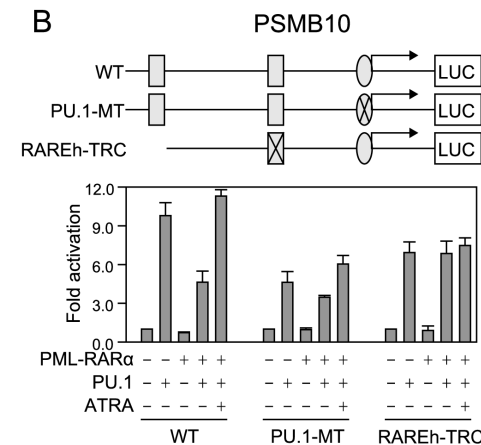 B PSMB10
WT LUC
PU.1-MT LUC
RAREh-TRC LUC
12.0
9.0
6.0
3.0
0.0
Fold activation
PML-RARα − − + + + − − + + + − − + + +
PU.1 − + − + + − + − + + − + − + +
ATRA − − − − + − − − − + − − − − +
WT PU.1-MT RAREh-TRC